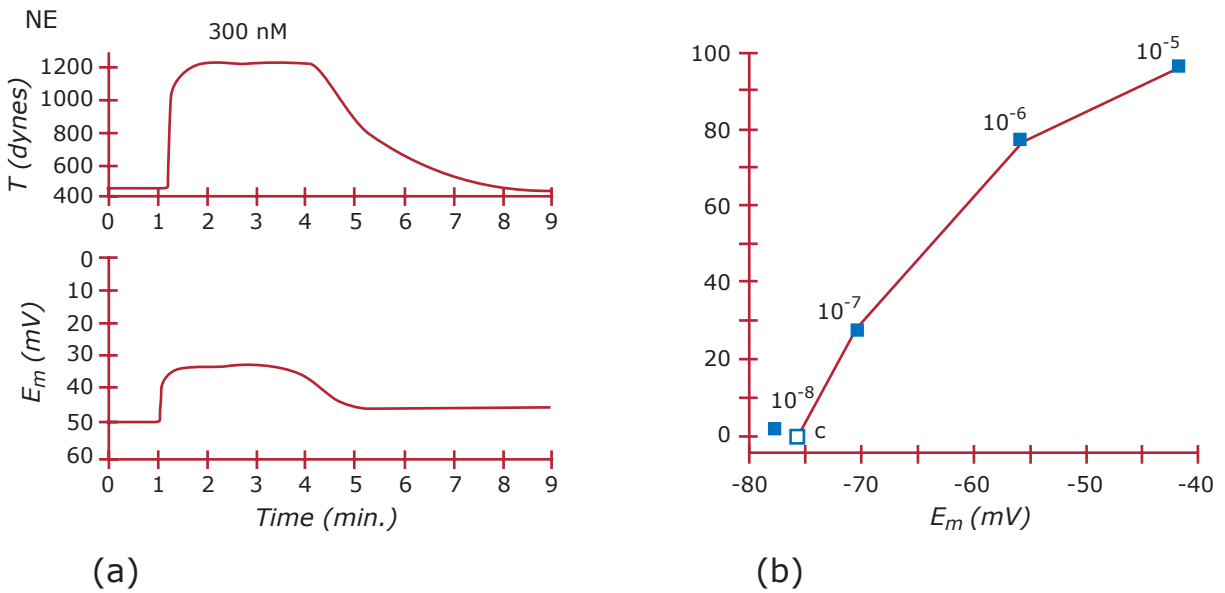 NE
300 nM
T (dynes)
1200
1000
800
600
400
0 1 2 3 4 5 6 7 8 9
E_m (mV)
0
10
20
30
40
50
60
0 1 2 3 4 5 6 7 8 9
Time (min.)
(a)
100
80
60
40
20
0
10^-5
10^-6
10^-7
10^-8
c
-80 -70 -60 -50 -40
E_m (mV)
(b)